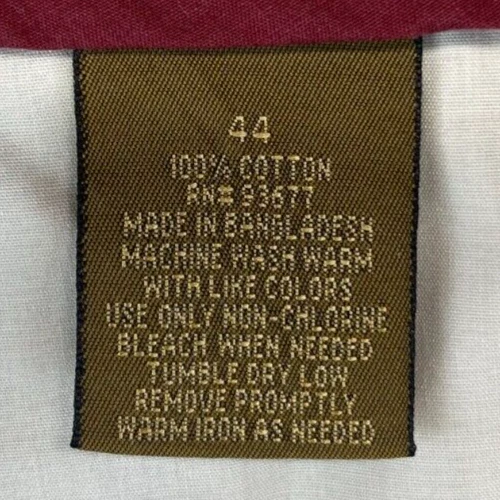 44
100% COTTON
RN# 93677
MADE IN BANGLADESH
MACHINE WASH WARM
WITH LIKE COLORS
USE ONLY NON-CHLORINE
BLEACH WHEN NEEDED
TUMBLE DRY LOW
REMOVE PROMPTLY
WARM IRON AS NEEDED